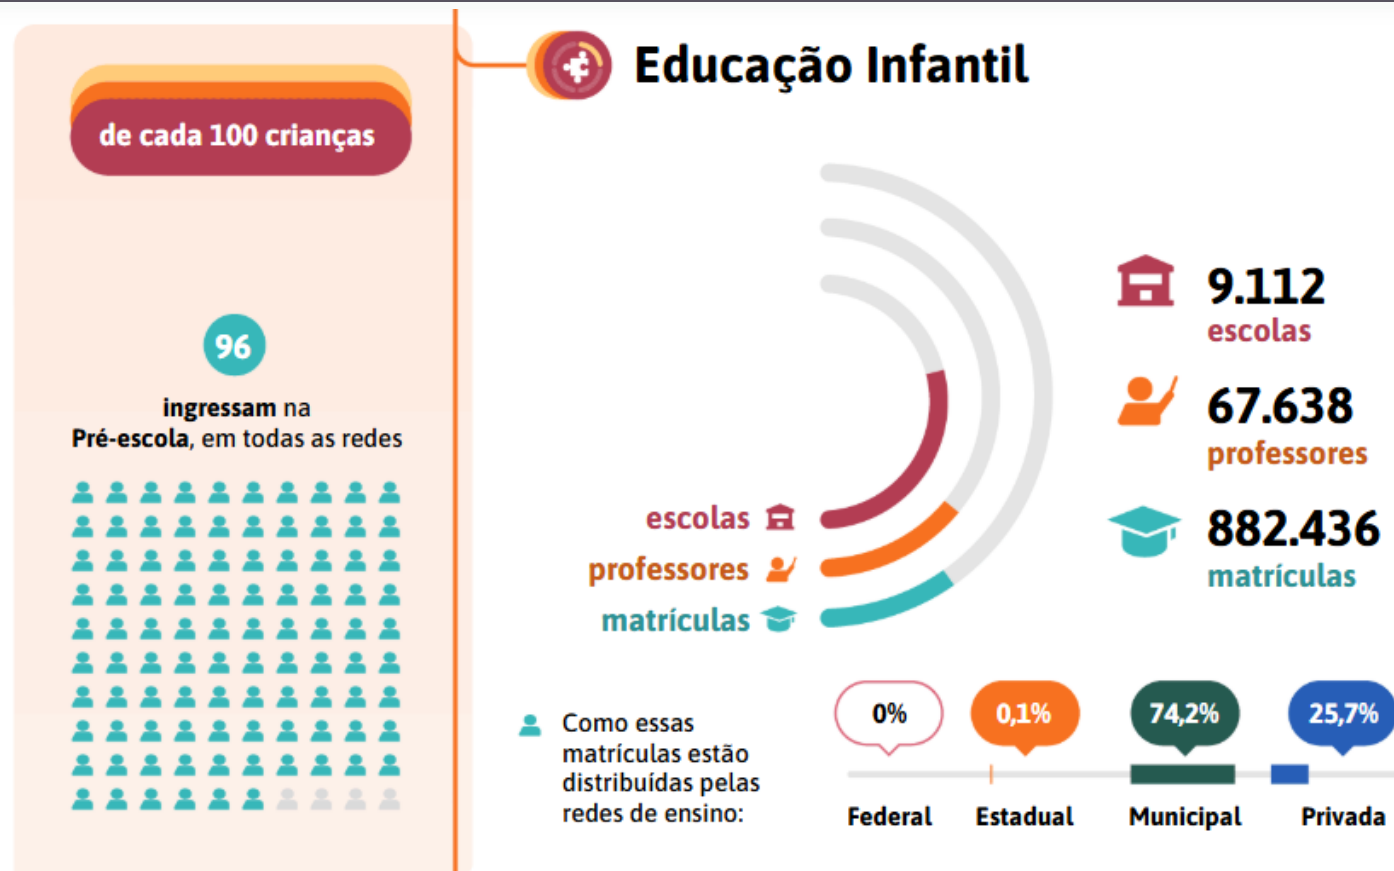 de cada 100 crianças
96
ingressam na
Pré-escola, em todas as redes
Educação Infantil
escolas
professores
matrículas
9.112
escolas
67.638
professores
882.436
matrículas
Como essas
matrículas estão
distribuídas pelas
redes de ensino:
0%
0,1%
74,2%
25,7%
Federal
Estadual
Municipal
Privada